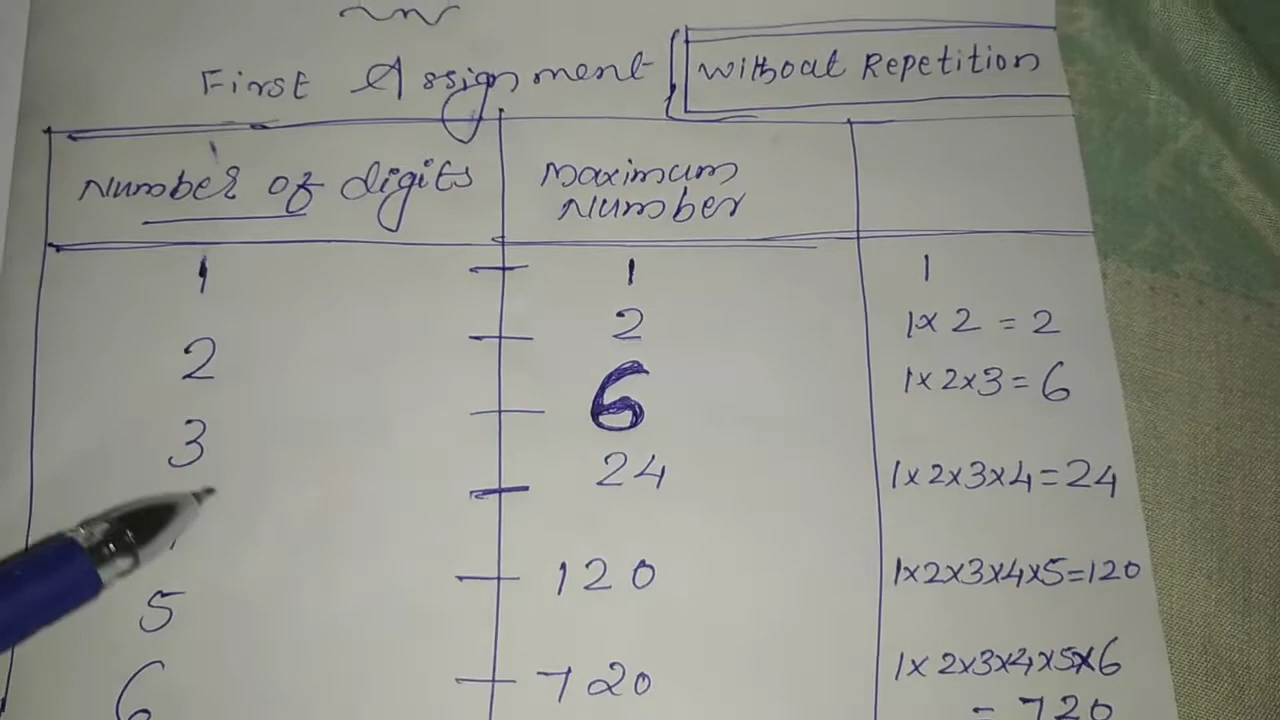 First Assignment without Repetition
Number of digits Maximum Number
1 1 1
2 2 1x2=2
3 6 1x2x3=6
24 1x2x3x4=24
5 120 1x2x3x4x5=120
6 720 1x2x3x4x5x6
= 720